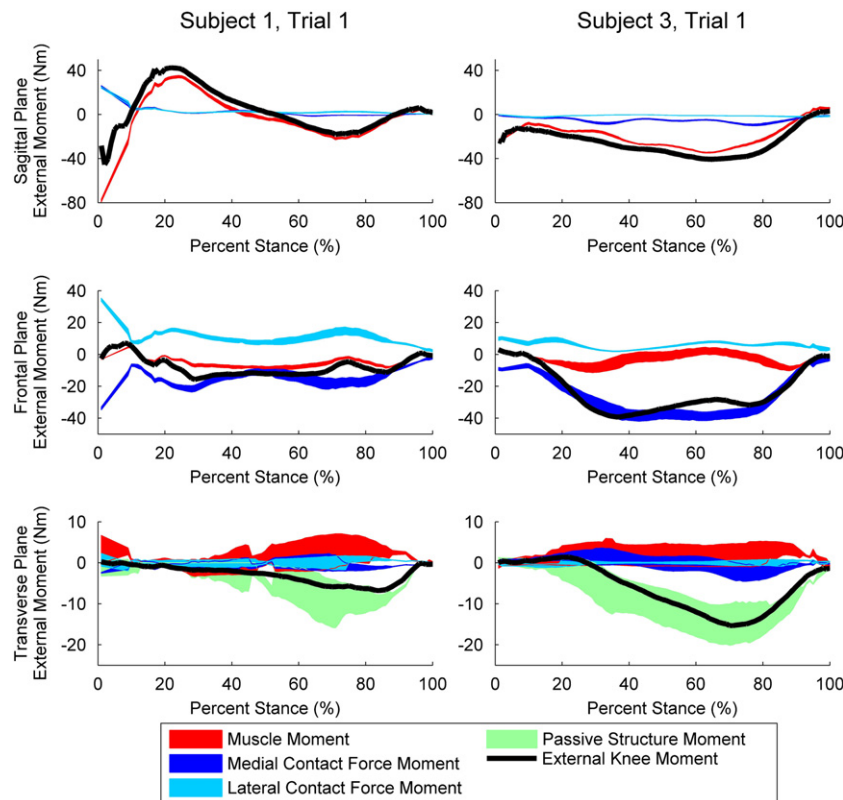 Subject 1, Trial 1
Subject 3, Trial 1
Sagittal Plane
External Moment (Nm)
40
0
-40
-80
0 20 40 60 80 100
Percent Stance (%)
40
0
-40
-80
0 20 40 60 80 100
Percent Stance (%)
Frontal Plane
External Moment (Nm)
40
20
0
-20
-40
0 20 40 60 80 100
Percent Stance (%)
40
20
0
-20
-40
0 20 40 60 80 100
Percent Stance (%)
Transverse Plane
External Moment (Nm)
10
0
-10
-20
0 20 40 60 80 100
Percent Stance (%)
10
0
-10
-20
0 20 40 60 80 100
Percent Stance (%)
Muscle Moment
Medial Contact Force Moment
Lateral Contact Force Moment
Passive Structure Moment
External Knee Moment